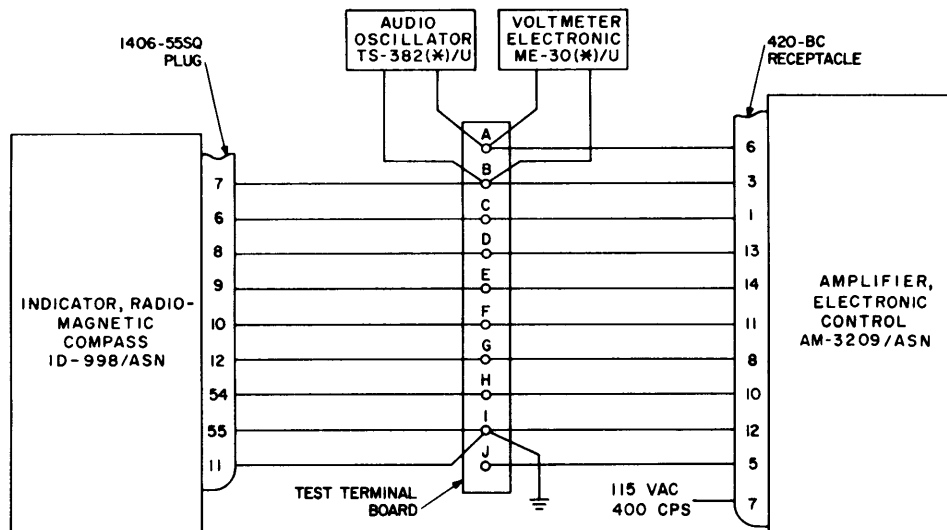 1406-55SQ
PLUG
AUDIO
OSCILLATOR
TS-382(*)/U
VOLTMETER
ELECTRONIC
ME-30(*)/U
420-BC
RECEPTACLE
A
6
B
7
3
C
6
1
D
8
13
E
9
14
F
10
11
G
12
8
H
54
10
I
55
12
J
11
5
7
INDICATOR, RADIO-
MAGNETIC
COMPASS
ID-998/ASN
AMPLIFIER,
ELECTRONIC
CONTROL
AM-3209/ASN
TEST TERMINAL
BOARD
115 VAC
400 CPS